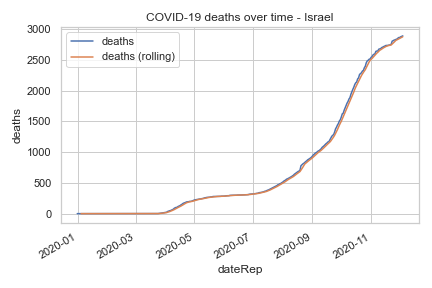 COVID-19 deaths over time - Israel
deaths
deaths (rolling)
3000
2500
2000
1500
1000
500
0
deaths
2020-01
2020-03
2020-05
2020-07
2020-09
2020-11
dateRep